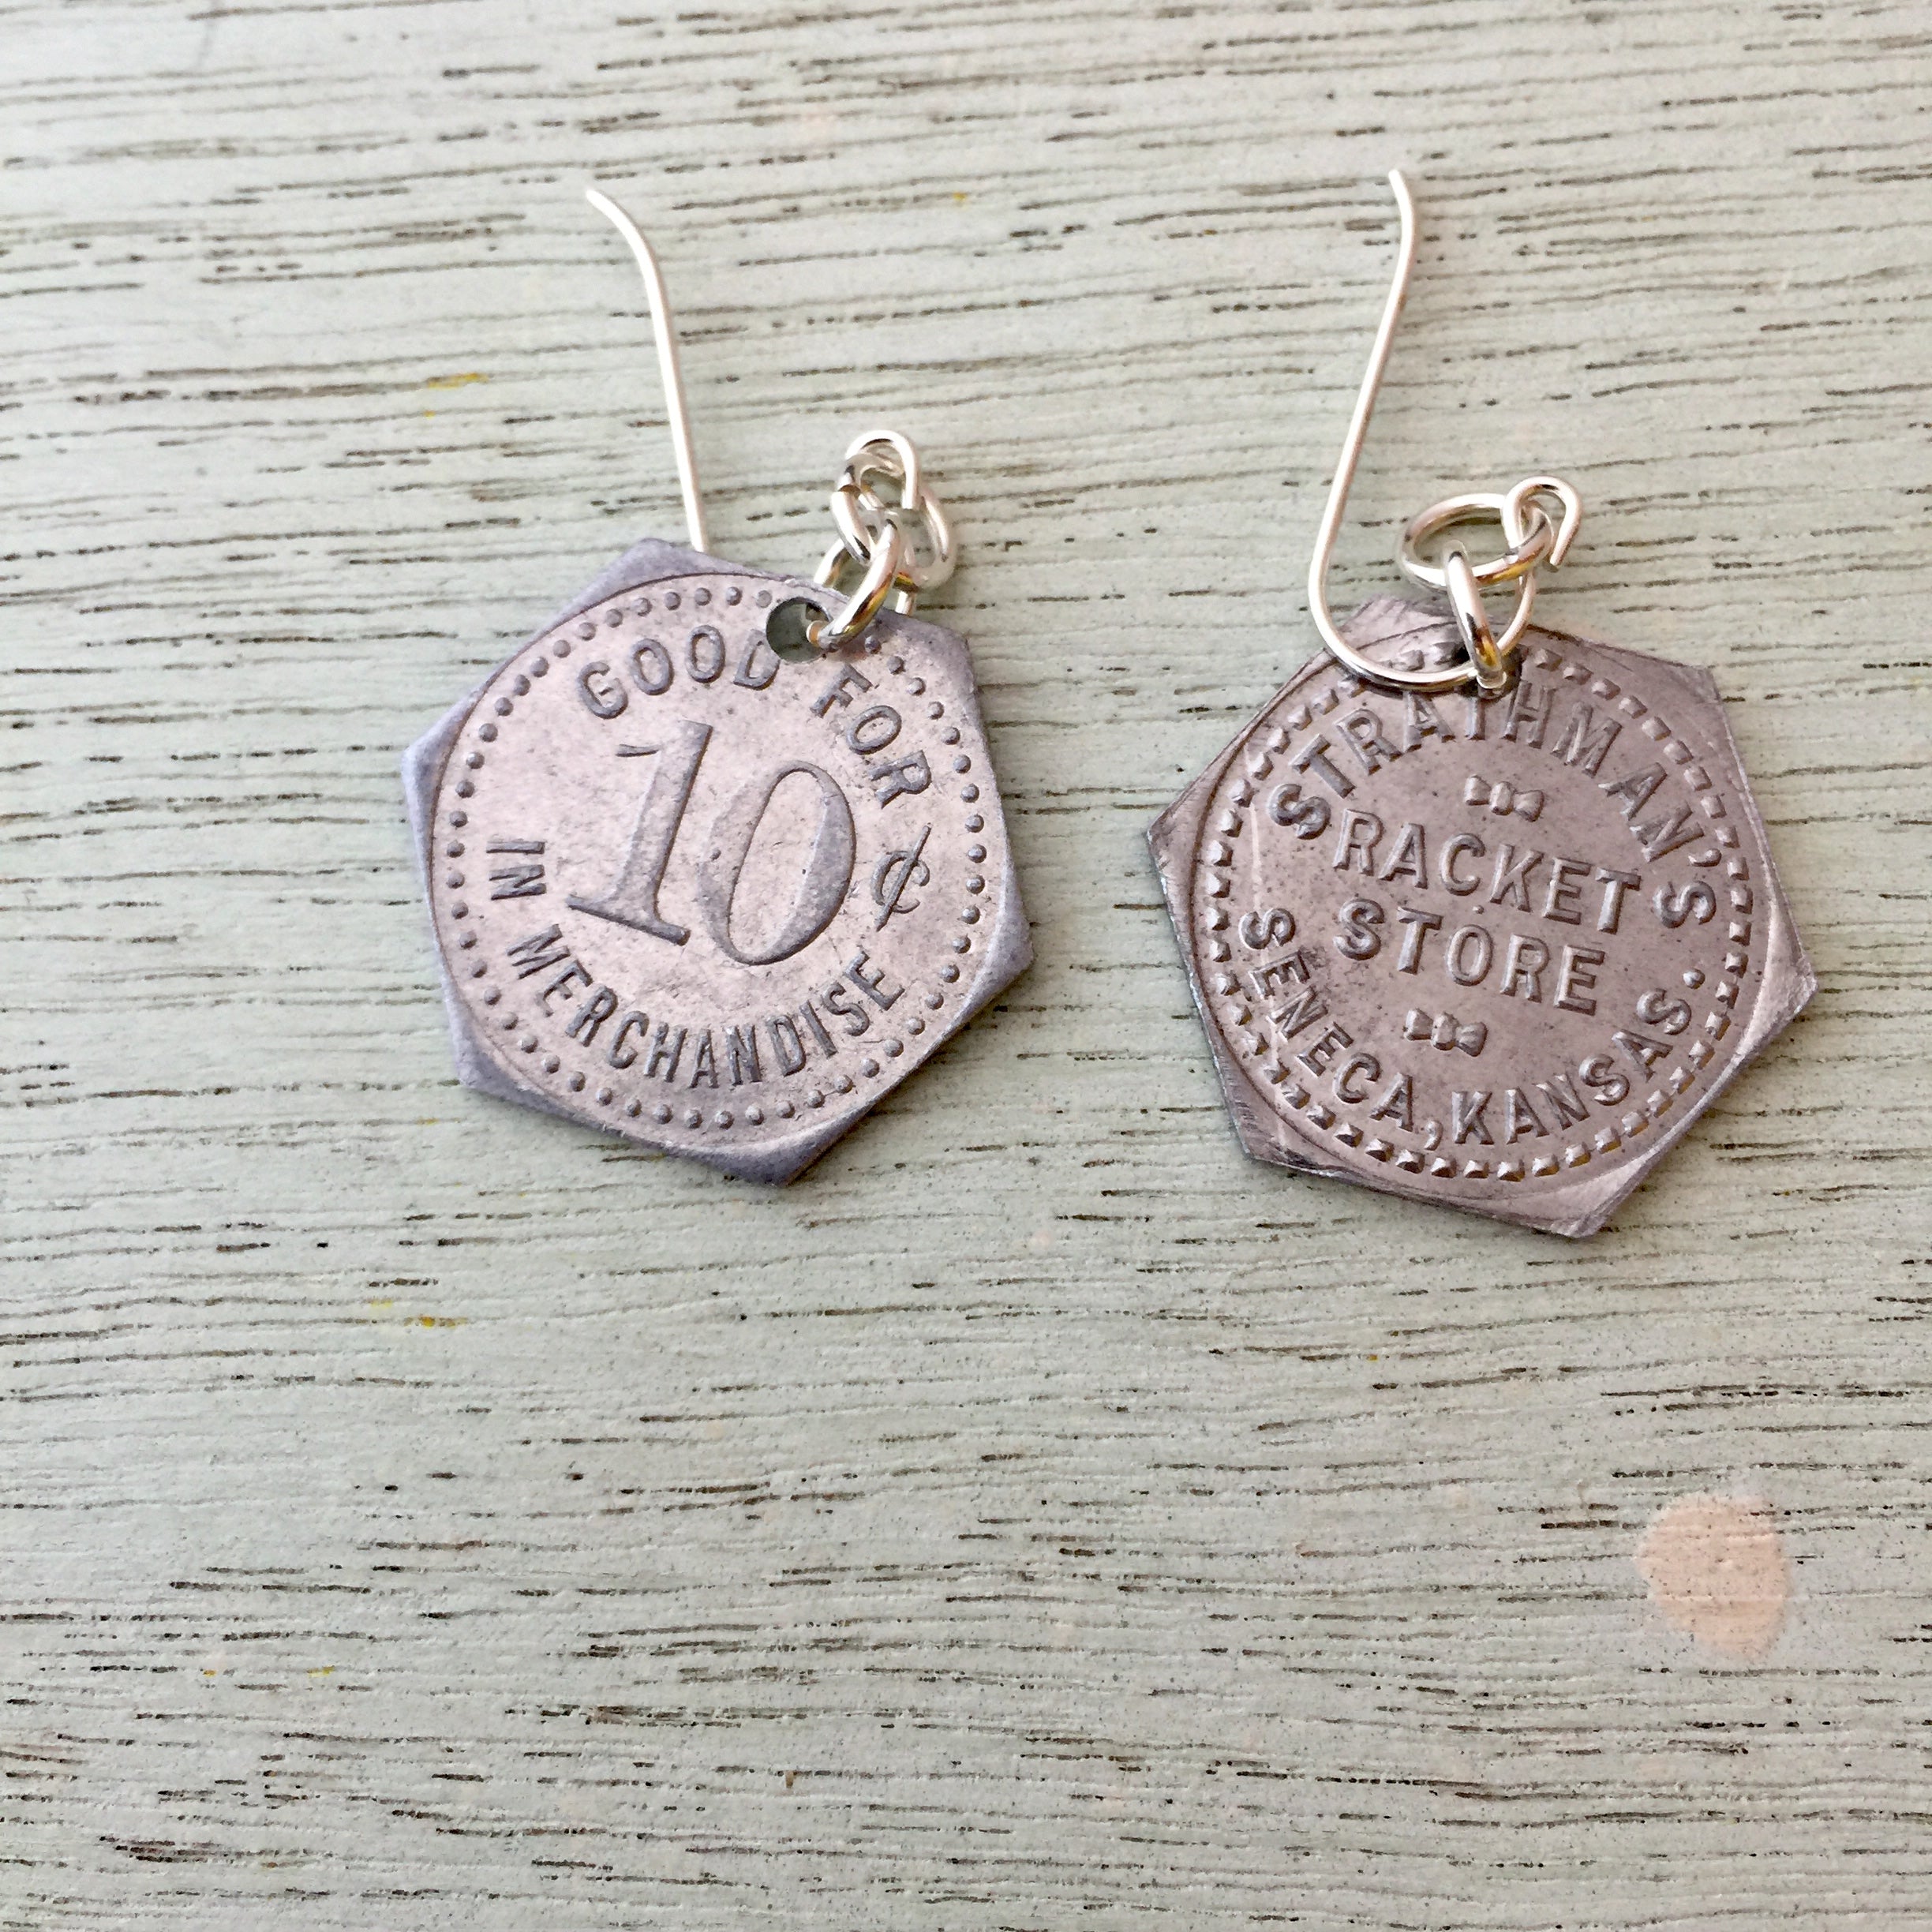 GOOD FOR
10 ¢
IN MERCHANDISE
STRATHMAN'S
RACKET
STORE
SENECA, KANSAS.